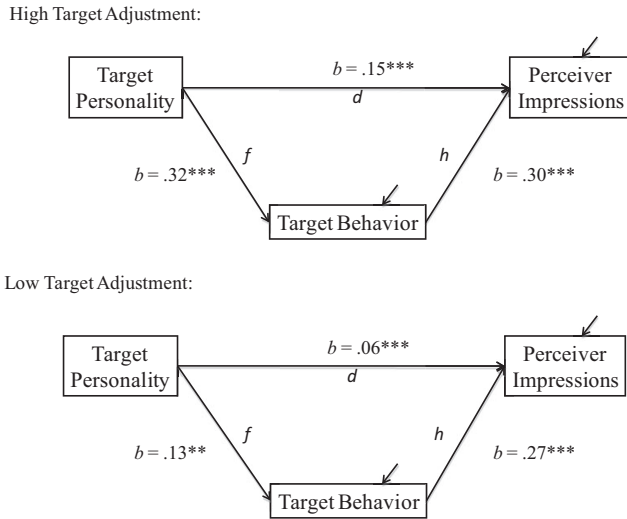 High Target Adjustment:
Target
Personality
b = .15***
d
Perceiver
Impressions
f
h
b = .32***
b = .30***
Target Behavior
Low Target Adjustment:
Target
Personality
b = .06***
d
Perceiver
Impressions
f
h
b = .13**
b = .27***
Target Behavior